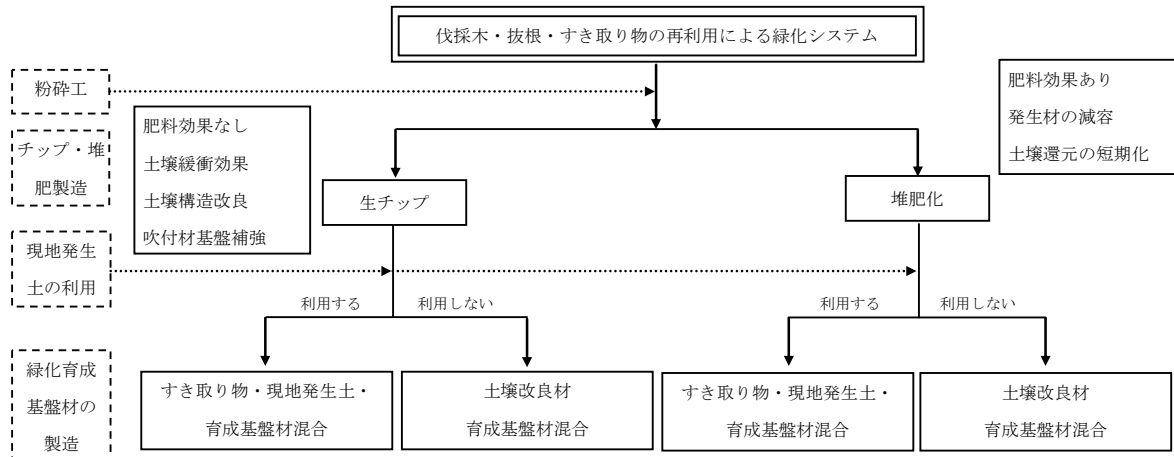 伐採木・抜根・すき取り物の再利用による緑化システム
粉砕工
肥料効果あり
発生材の減容
土壌還元の短期化
チップ・堆
肥製造
肥料効果なし
土壌緩衝効果
土壌構造改良
吹付材基盤補強
生チップ
堆肥化
現地発生
土の利用
利用する
利用しない
利用する
利用しない
緑化育成
基盤材の
製造
すき取り物・現地発生土・
育成基盤材混合
土壌改良材
育成基盤材混合
すき取り物・現地発生土・
育成基盤材混合
土壌改良材
育成基盤材混合